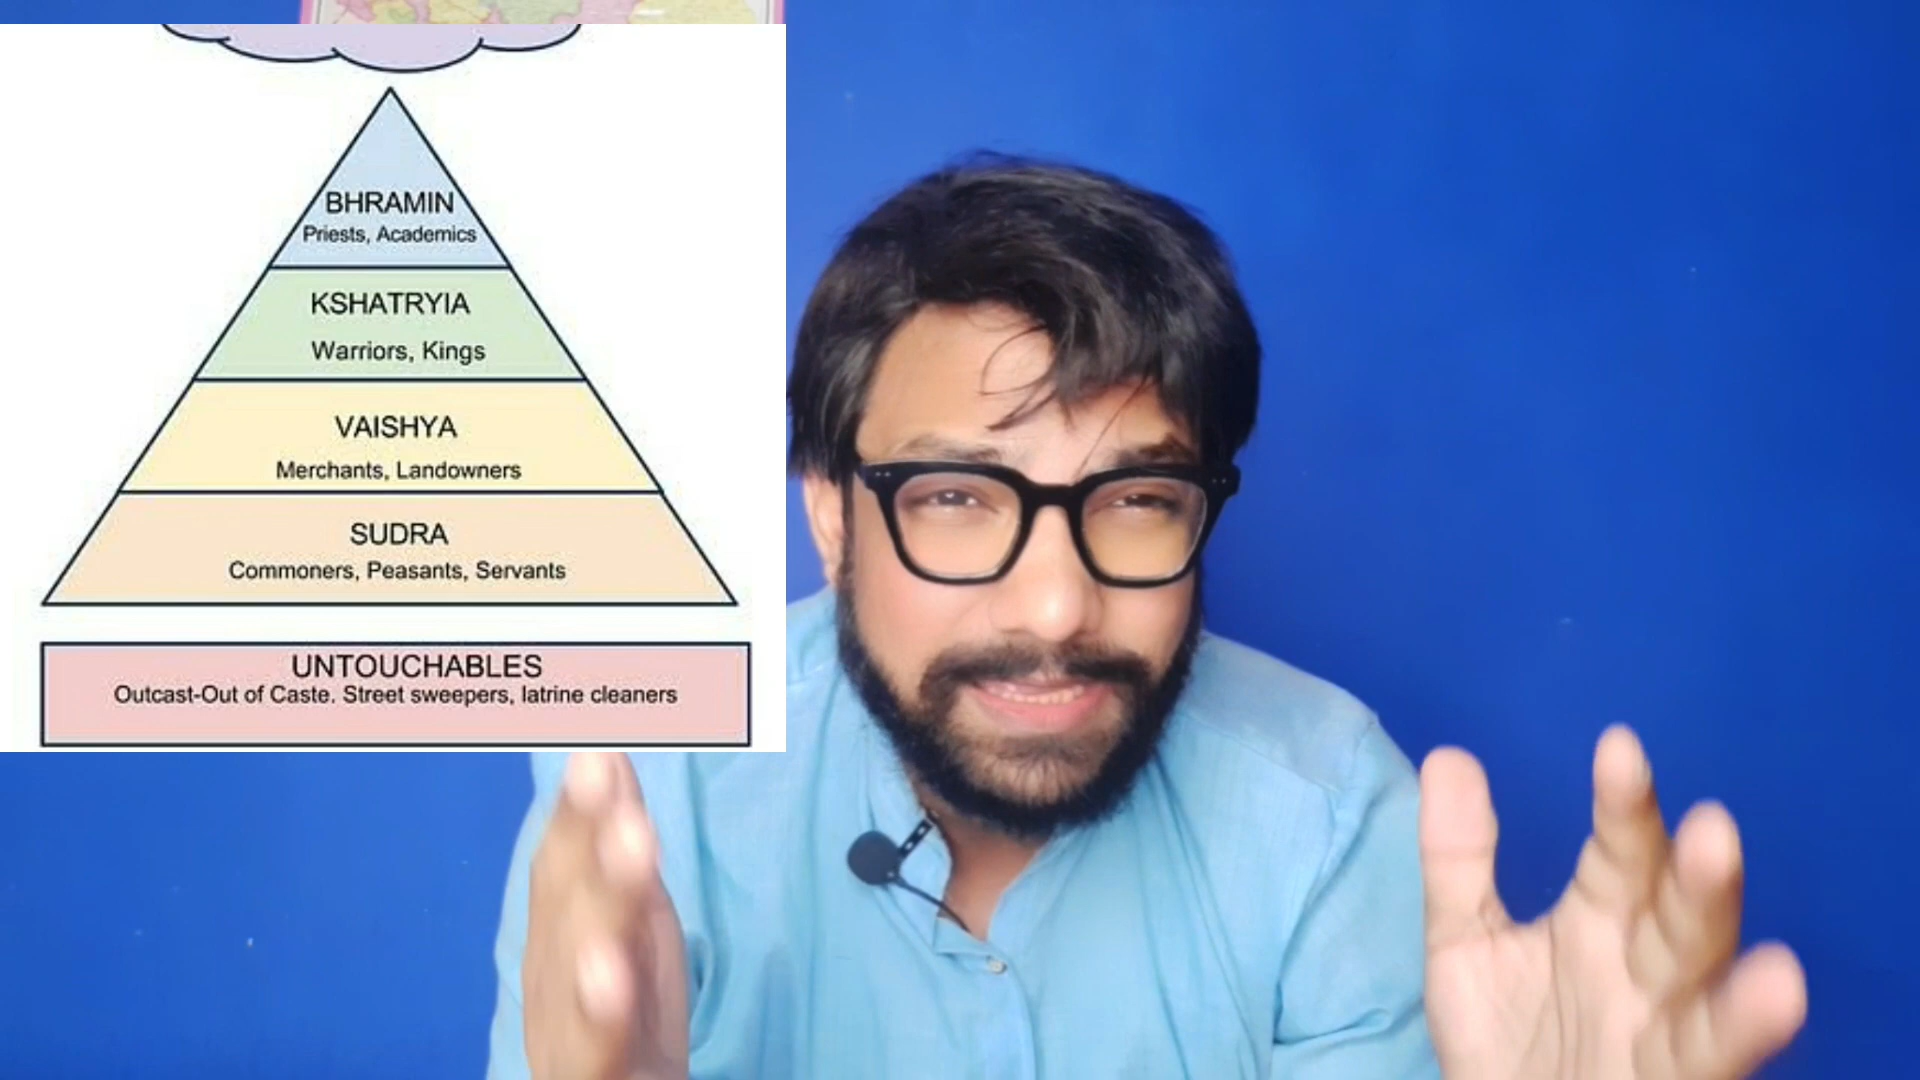 BHRAMIN
Priests, Academics
KSHATRYIA
Warriors, Kings
VAISHYA
Merchants, Landowners
SUDRA
Commoners, Peasants, Servants
UNTOUCHABLES
Outcast-Out of Caste. Street sweepers, latrine cleaners